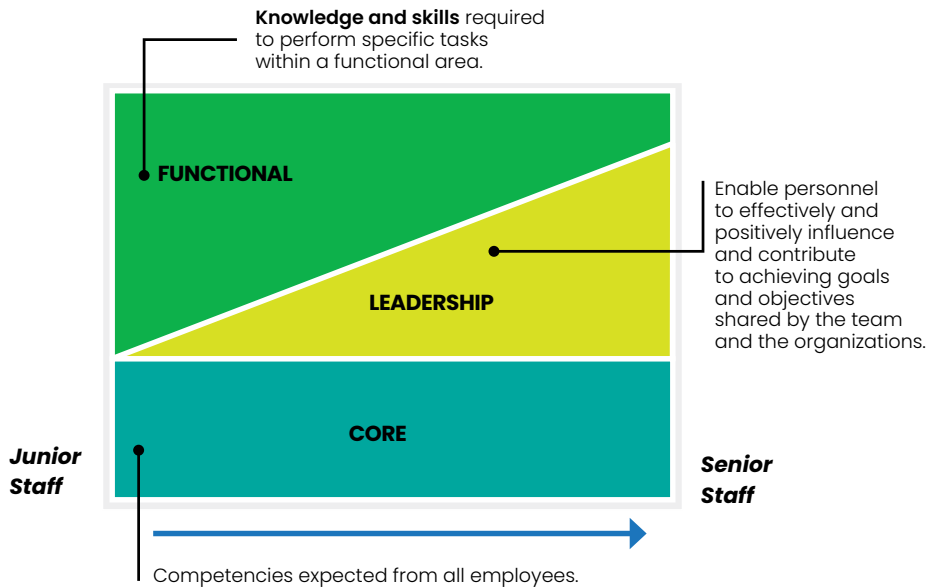 Knowledge and skills required
to perform specific tasks
within a functional area.
FUNCTIONAL
Enable personnel
to effectively and
positively influence
and contribute
to achieving goals
and objectives
shared by the team
and the organizations.
LEADERSHIP
CORE
Junior
Staff
Senior
Staff
Competencies expected from all employees.